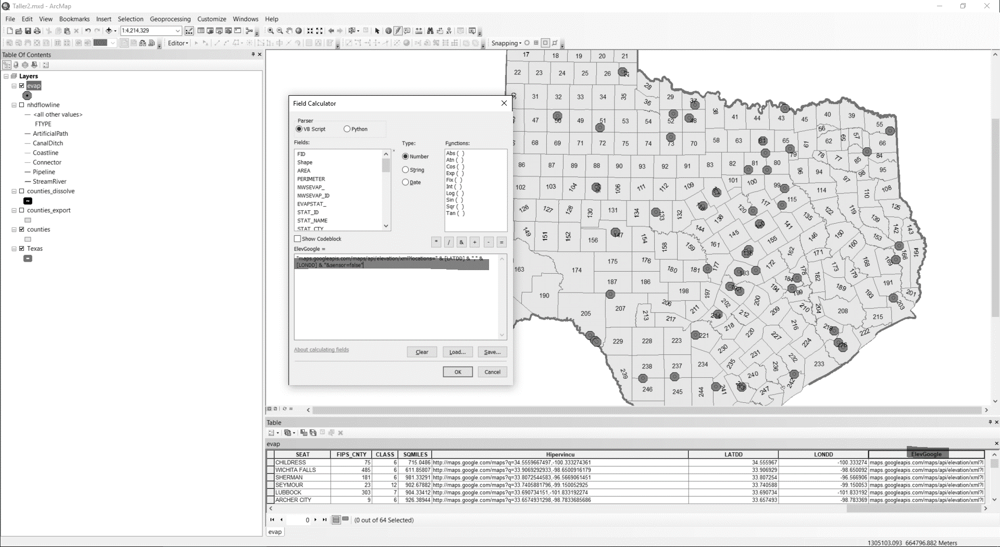 Taller2.mxd - ArcMap
File Edit View Bookmarks Insert Selection Geoprocessing Customize Windows Help
1:4,214,329
Editor
Snapping
Table Of Contents
Layers
evap
nhdflowline
<all other values>
FTYPE
ArtificialPath
CanalDitch
Coastline
Connector
Pipeline
StreamRiver
counties_dissolve
counties_export
counties
Texas
Field Calculator
Parser
VB Script Python
Fields: Type: Functions:
FID
Shape
AREA
PERIMETER
NWSEVAP_
NWSEVAP_ID
EVAPSTAT_
STAT_ID
STAT_NAME
STAT_CTY
Number
String
Date
Abs ( )
Atn ( )
Cos ( )
Exp ( )
Fix ( )
Int ( )
Log ( )
Sin ( )
Sqr ( )
Tan ( )
Show Codeblock
* / & + - =
ElevGoogle =
"maps.googleapis.com/maps/api/elevation/xml?locations=" & [LATDD] & "," &
[LONDD] & "&sensor=false"
About calculating fields
Clear Load... Save...
OK Cancel
17 18 19 20 21
22 23 24 25 26 27
28
30 31 32 33 34 35 36 29 37
38 41 44 43 45 40 39 55
47 50 49 51 53 54 52 48
56 59 57
68 69 71 72 75 74 73 70 58 63 61 65 61 62 66
79 78 77 85 84
86 87 88 89 90 93 92 91 83 82 81 80 96 94 98 95
102 103 104 106 111 112 109 101 100 99 97 114 110 108
115 117 120
126 127 128 130 131 134 133 132 138 135 122 119 125
139 142 143
149 151 152 156 147 154 158 159 144 145 141 155 146 150 160 153 164
161 162 166
163 174 175 180 181 177 172 171 173 168 169
183 178 182 179
187 186 198 197 192 194 184 199 189 191 193 201
190 206 202 200 203
205 207 213 217 211 214 212 209 210 204 208 215
218 220 216 219 222
229 228 223 221 227 224 226
230 231 232 233
239 238 237 234 235 236
246 245 244 241 243 240 247 242
Table
evap
SEAT FIPS_CNTY CLASS SQMILES Hipervincu LATDD LONDD ElevGoogle
CHILDRESS 75 6 715.0486 http://maps.google.com/maps?q=34.5559667497,-100.333274361 34.555967 -100.333274 maps.googleapis.com/maps/api/elevation/xml?l
WICHITA FALLS 485 6 611.85807 http://maps.google.com/maps?q=33.9069292933,-98.6500916179 33.906929 -98.650092 maps.googleapis.com/maps/api/elevation/xml?l
SHERMAN 181 6 981.33291 http://maps.google.com/maps?q=33.8072544583,-96.5669061451 33.807254 -96.566906 maps.googleapis.com/maps/api/elevation/xml?l
SEYMOUR 23 12 902.67882 http://maps.google.com/maps?q=33.7405881796,-99.150052925 33.740588 -99.150053 maps.googleapis.com/maps/api/elevation/xml?l
LUBBOCK 303 7 904.33412 http://maps.google.com/maps?q=33.690734151,-101.833192274 33.690734 -101.833192 maps.googleapis.com/maps/api/elevation/xml?l
ARCHER CITY 9 6 926.38944 http://maps.google.com/maps?q=33.6574931298,-98.7833685686 33.657493 -98.783369 maps.googleapis.com/maps/api/elevation/xml?l
0 (0 out of 64 Selected)
evap
1305103.093 664796.882 Meters